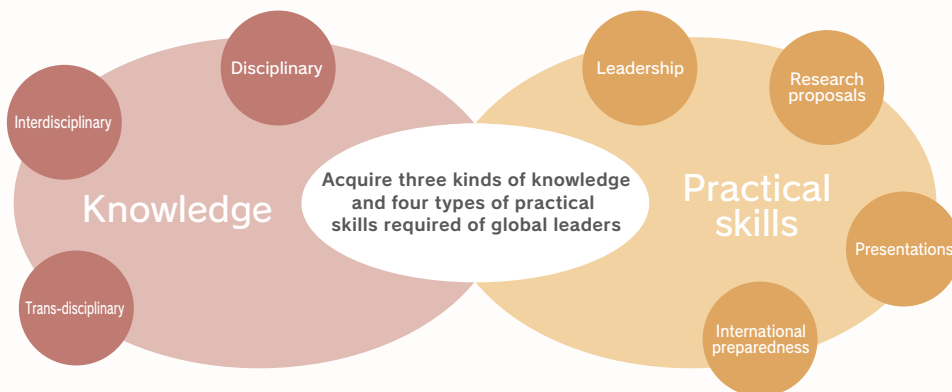 Disciplinary
Interdisciplinary
Knowledge
Trans-disciplinary
Acquire three kinds of knowledge
and four types of practical
skills required of global leaders
Leadership
Research
proposals
Practical
skills
Presentations
International
preparedness